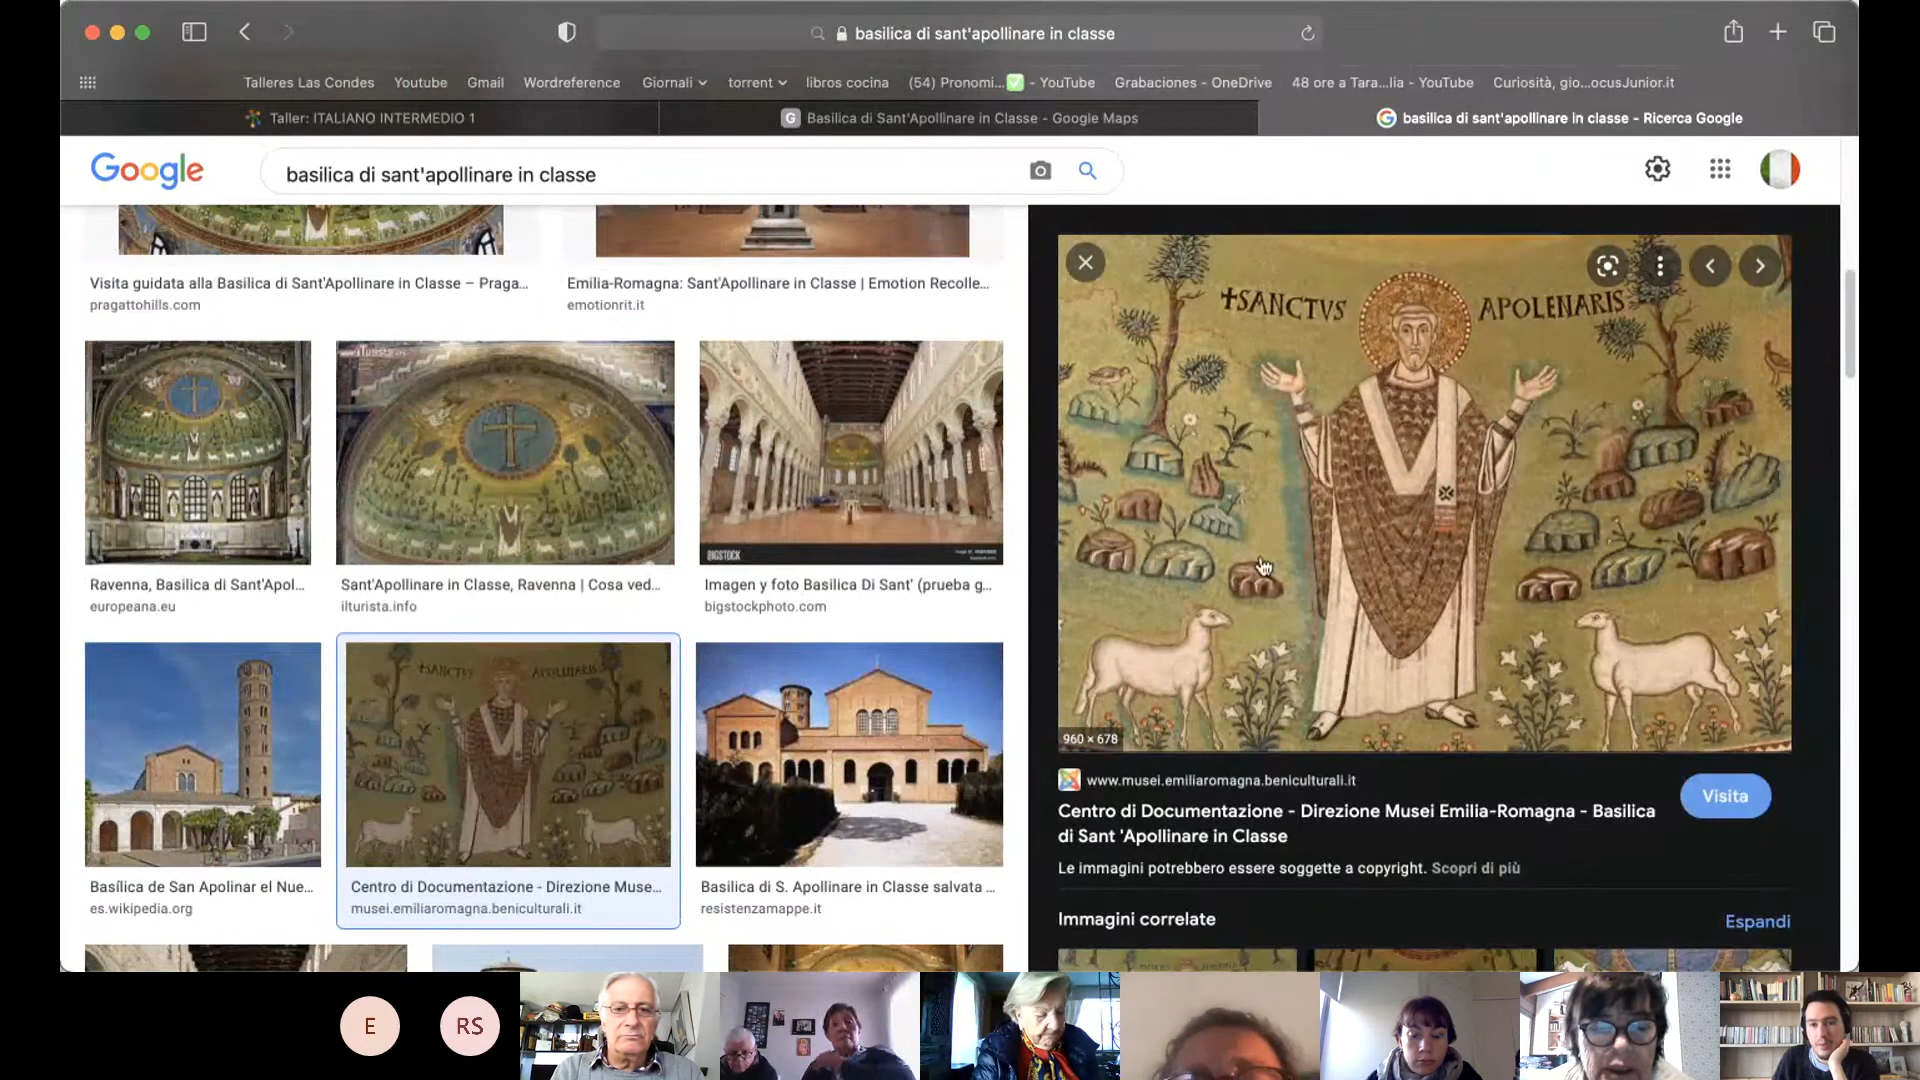 basilica di sant'apollinare in classe
Talleres Las Condes
Youtube
Gmail
Wordreference
Giornali
torrent
libros cocina
(54) Pronomi...✅ - YouTube
Grabaciones - OneDrive
48 ore a Tara...lia - YouTube
Curiosità, gio...ocusJunior.it
Taller: ITALIANO INTERMEDIO 1
G
Basilica di Sant'Apollinare in Classe - Google Maps
basilica di sant'apollinare in classe - Ricerca Google
Google
basilica di sant'apollinare in classe
Visita guidata alla Basilica di Sant'Apollinare in Classe – Praga...
pragattohills.com
Emilia-Romagna: Sant'Apollinare in Classe | Emotion Recolle...
emotionrit.it
Ravenna, Basilica di Sant'Apol...
europeana.eu
Sant'Apollinare in Classe, Ravenna | Cosa ved...
ilturista.info
BIGSTOCK
Imagen y foto Basilica Di Sant' (prueba g...
bigstockphoto.com
Basílica de San Apolinar el Nue...
es.wikipedia.org
SANCTVS APOLENARIS
Centro di Documentazione - Direzione Muse...
musei.emiliaromagna.beniculturali.it
Basilica di S. Apollinare in Classe salvata ...
resistenzamappe.it
✝SANCTVS APOLENARIS
960 × 678
www.musei.emiliaromagna.beniculturali.it
Centro di Documentazione - Direzione Musei Emilia-Romagna - Basilica
di Sant 'Apollinare in Classe
Visita
Le immagini potrebbero essere soggette a copyright. Scopri di più
Immagini correlate
Espandi
E
RS